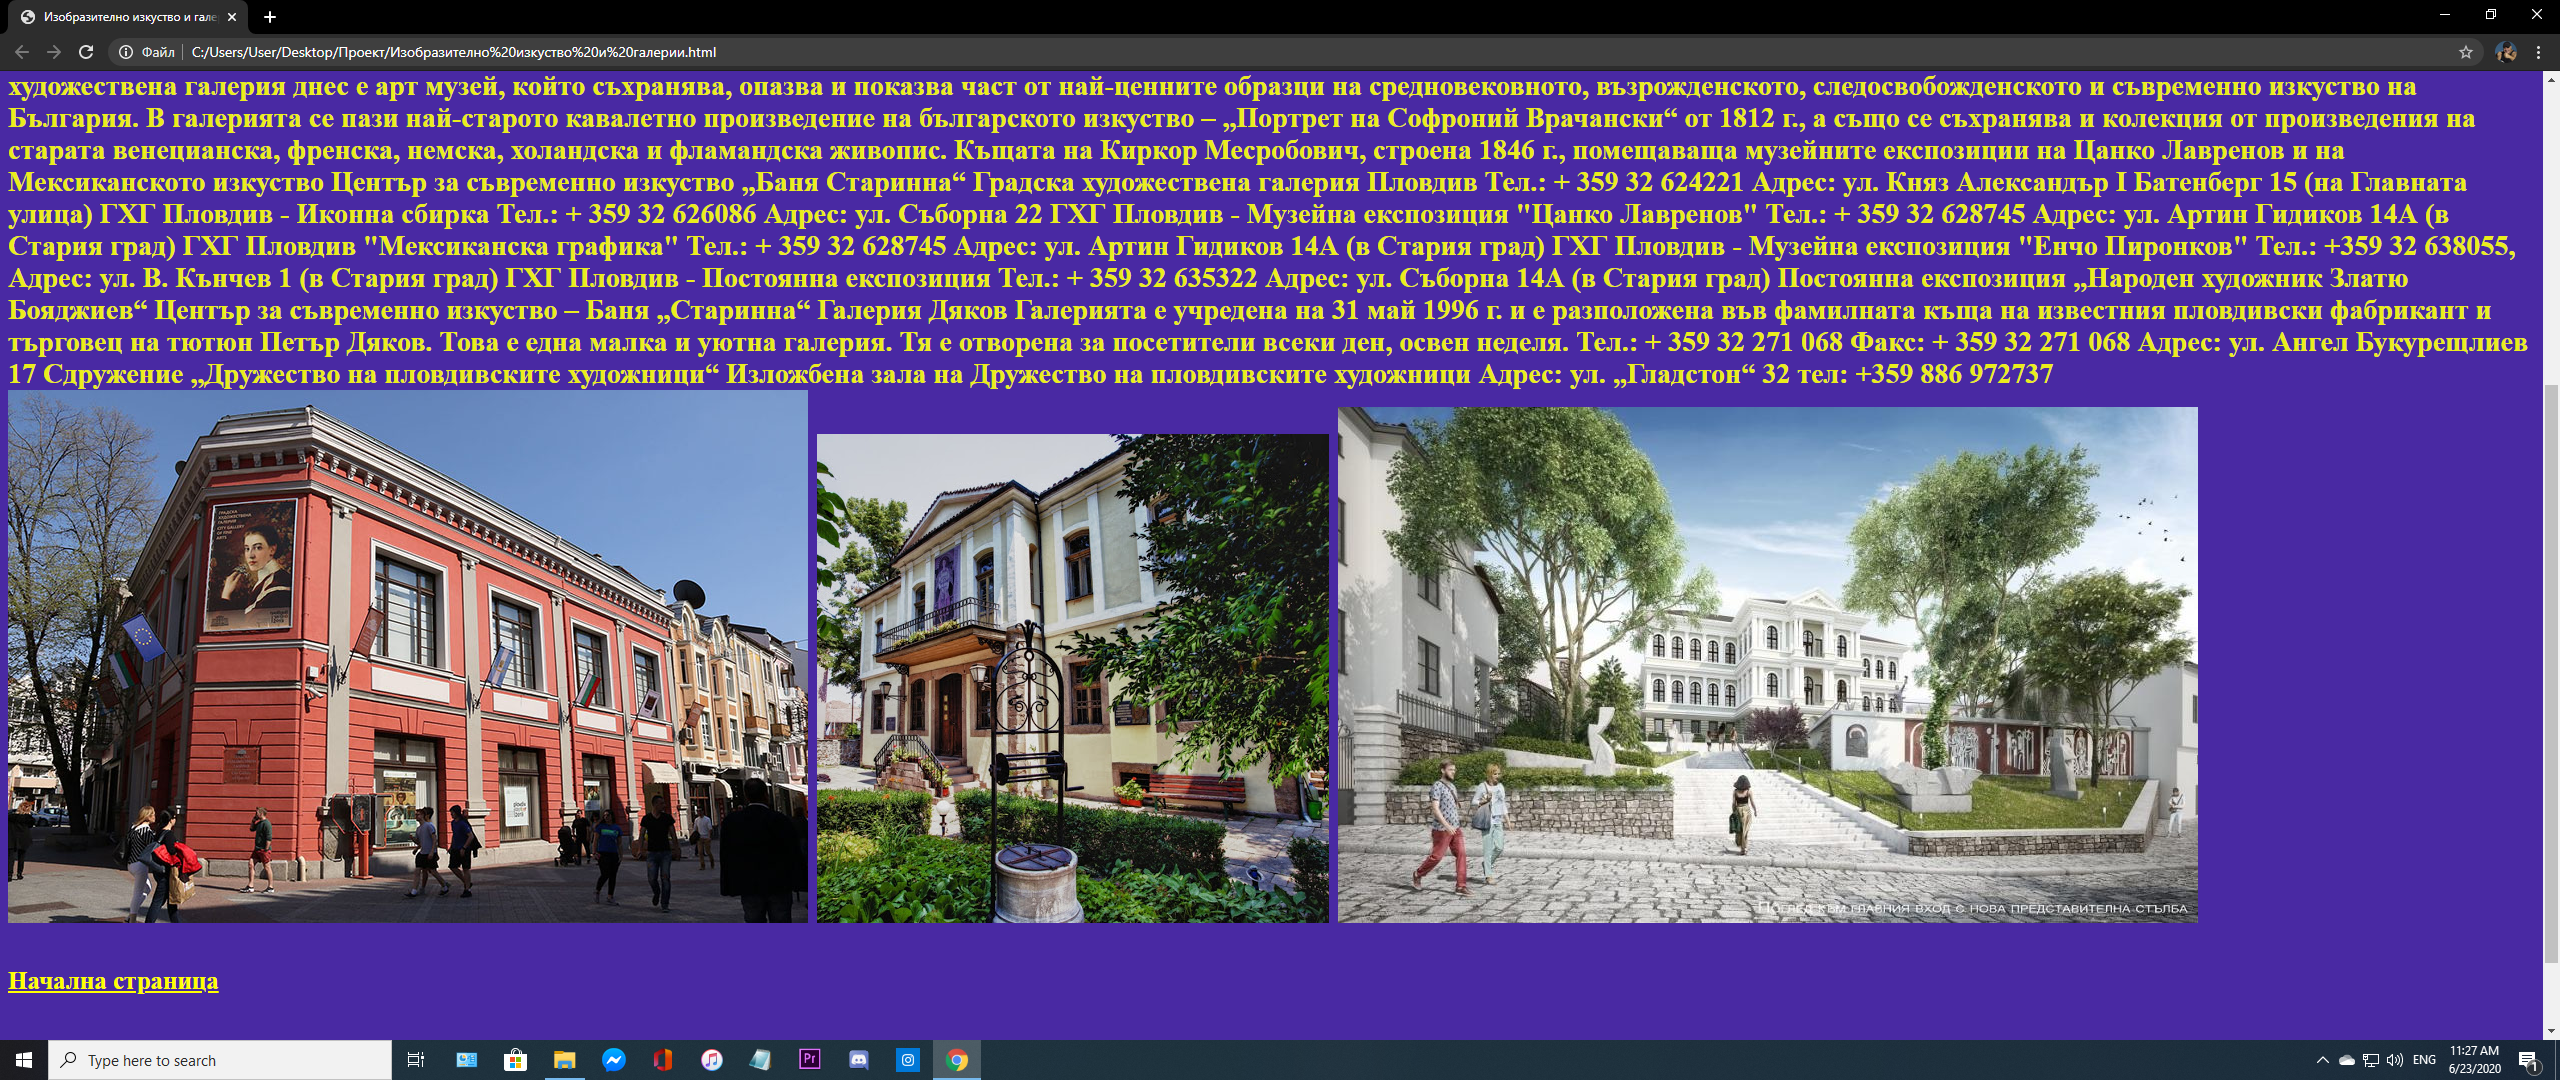 Изобразително изкуство и гале
Файл
C:/Users/User/Desktop/Проект/Изобразително%20изкуство%20и%20галерии.html
художествена галерия днес е арт музей, който съхранява, опазва и показва част от най-ценните образци на средновековното, възрожденското, следосвобожденското и съвременно изкуство на
България. В галерията се пази най-старото кавалетно произведение на българското изкуство – „Портрет на Софроний Врачански“ от 1812 г., а също се съхранява и колекция от произведения на
старата венецианска, френска, немска, холандска и фламандска живопис. Къщата на Киркор Месробович, строена 1846 г., помещаваща музейните експозиции на Цанко Лавренов и на
Мексиканското изкуство Център за съвременно изкуство „Баня Старинна“ Градска художествена галерия Пловдив Тел.: + 359 32 624221 Адрес: ул. Княз Александър I Батенберг 15 (на Главната
улица) ГХГ Пловдив - Иконна сбирка Тел.: + 359 32 626086 Адрес: ул. Съборна 22 ГХГ Пловдив - Музейна експозиция "Цанко Лавренов" Тел.: + 359 32 628745 Адрес: ул. Артин Гидиков 14А (в
Стария град) ГХГ Пловдив "Мексиканска графика" Тел.: + 359 32 628745 Адрес: ул. Артин Гидиков 14А (в Стария град) ГХГ Пловдив - Музейна експозиция "Енчо Пиронков" Тел.: +359 32 638055,
Адрес: ул. В. Кънчев 1 (в Стария град) ГХГ Пловдив - Постоянна експозиция Тел.: + 359 32 635322 Адрес: ул. Съборна 14А (в Стария град) Постоянна експозиция „Народен художник Златю
Бояджиев“ Център за съвременно изкуство – Баня „Старинна“ Галерия Дяков Галерията е учредена на 31 май 1996 г. и е разположена във фамилната къща на известния пловдивски фабрикант и
търговец на тютюн Петър Дяков. Това е една малка и уютна галерия. Тя е отворена за посетители всеки ден, освен неделя. Тел.: + 359 32 271 068 Факс: + 359 32 271 068 Адрес: ул. Ангел Букурещлиев
17 Сдружение „Дружество на пловдивските художници“ Изложбена зала на Дружество на пловдивските художници Адрес: ул. „Гладстон“ 32 тел: +359 886 972737
ГРАДСКА
ХУДОЖЕСТВЕНА
ГАЛЕРИЯ
CITY GALLERY
OF FINE
ARTS
Поглед към главния вход с нова представителна стълба
Начална страница
Type here to search
Pr
ENG
11:27 AM
6/23/2020
1